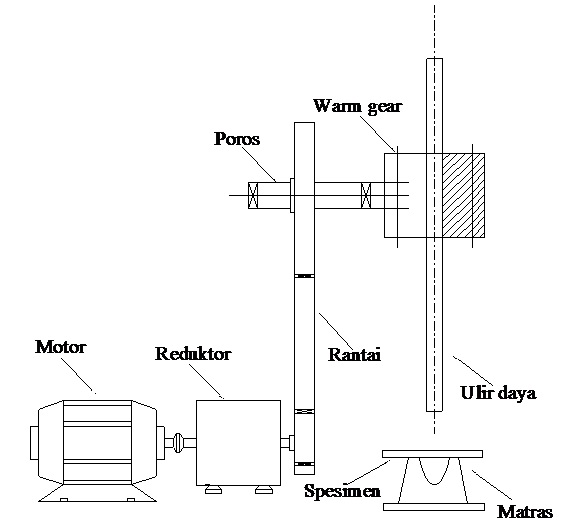 Warm gear
Poros
Motor
Reduktor
Rantai
Ulir daya
Spesimen
Matras